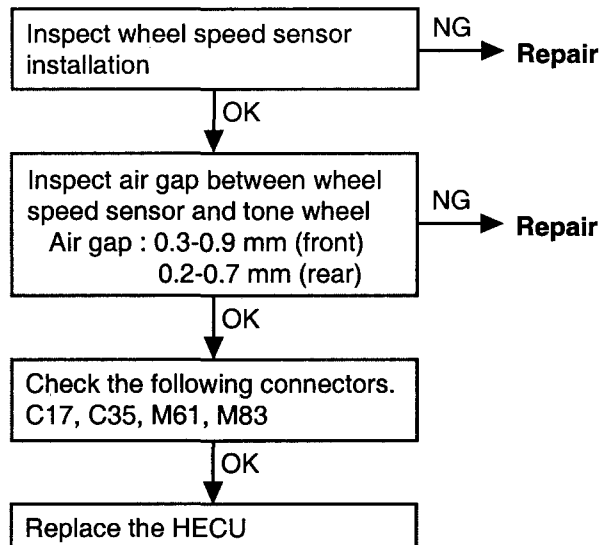 Inspect wheel speed sensor
installation
NG
Repair
OK
Inspect air gap between wheel
speed sensor and tone wheel
Air gap : 0.3-0.9 mm (front)
0.2-0.7 mm (rear)
NG
Repair
OK
Check the following connectors.
C17, C35, M61, M83
OK
Replace the HECU